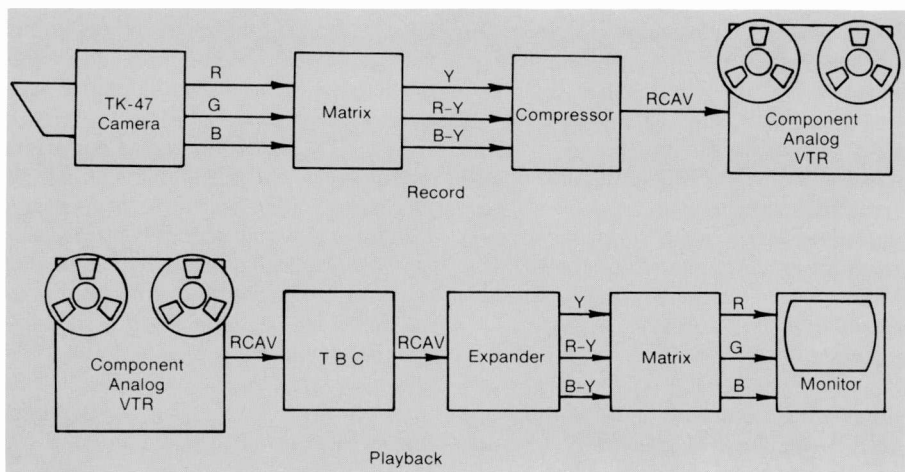 TK-47
Camera
R
G
B
Matrix
Y
R-Y
B-Y
Compressor
RCAV
Component
Analog
VTR
Record
Component
Analog
VTR
RCAV
T B C
RCAV
Expander
Y
R-Y
B-Y
Matrix
R
G
B
Monitor
Playback